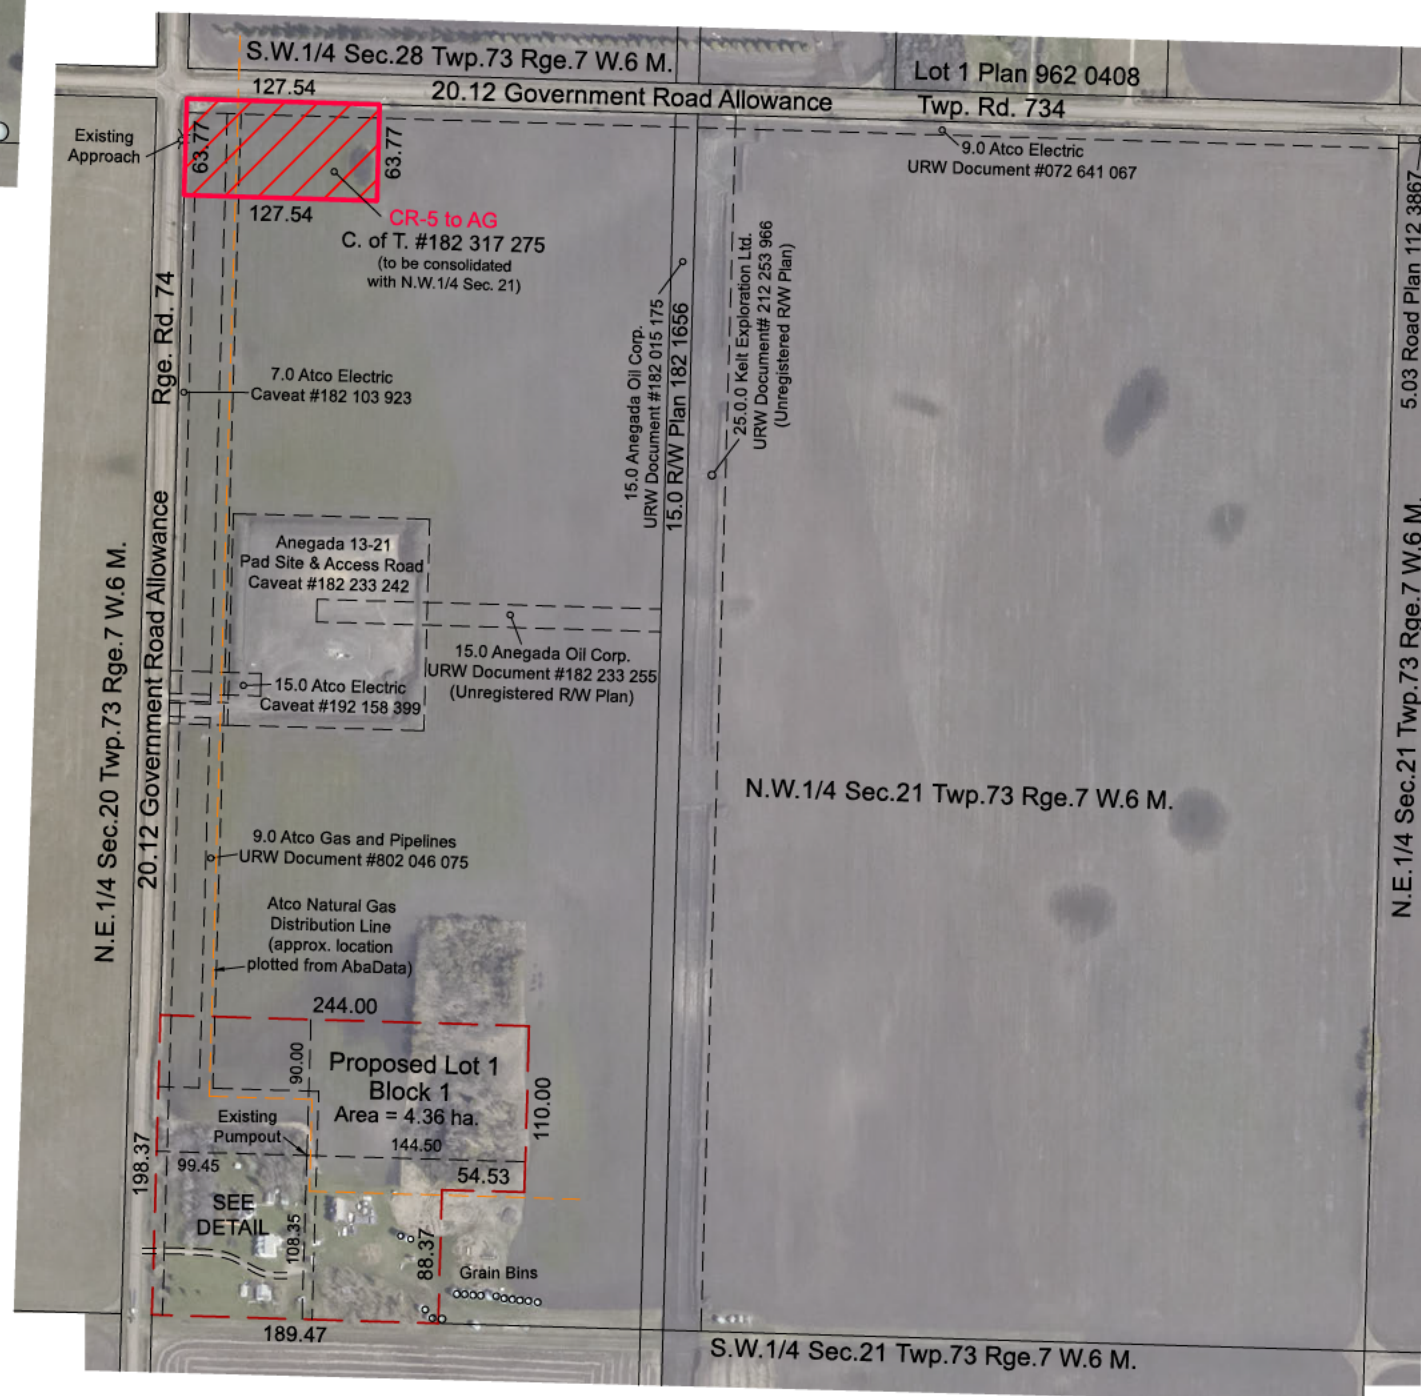 S.W.1/4 Sec.28 Twp.73 Rge.7 W.6 M.
Lot 1 Plan 962 0408
127.54
20.12 Government Road Allowance
Twp. Rd. 734
Existing
Approach
63.77
63.77
9.0 Atco Electric
URW Document #072 641 067
127.54
CR-5 to AG
C. of T. #182 317 275
(to be consolidated
with N.W.1/4 Sec. 21)
5.03 Road Plan 112 3867
Rge. Rd. 74
15.0 Anegada Oil Corp.
URW Document #182 015 175
15.0 R/W Plan 182 1656
25.0.0 Kelt Exploration Ltd.
URW Document# 212 253 966
(Unregistered R/W Plan)
7.0 Atco Electric
Caveat #182 103 923
20.12 Government Road Allowance
N.E.1/4 Sec.20 Twp.73 Rge.7 W.6 M.
Anegada 13-21
Pad Site & Access Road
Caveat #182 233 242
15.0 Anegada Oil Corp.
URW Document #182 233 255
(Unregistered R/W Plan)
15.0 Atco Electric
Caveat #192 158 399
N.W.1/4 Sec.21 Twp.73 Rge.7 W.6 M.
N.E.1/4 Sec.21 Twp.73 Rge.7 W.6 M.
9.0 Atco Gas and Pipelines
URW Document #802 046 075
Atco Natural Gas
Distribution Line
(approx. location
plotted from AbaData)
244.00
90.00
Proposed Lot 1
Block 1
Area = 4.36 ha.
110.00
Existing
Pumpout
144.50
99.45
54.53
198.37
SEE
DETAIL
108.35
88.37
Grain Bins
189.47
S.W.1/4 Sec.21 Twp.73 Rge.7 W.6 M.